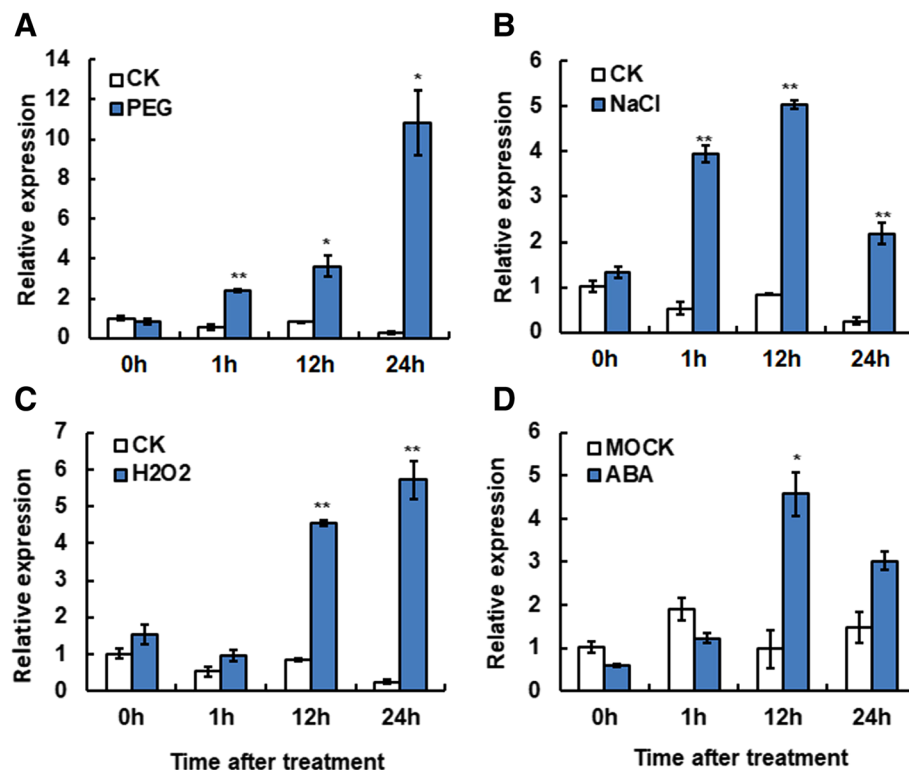 A
Relative expression
14
12
10
8
6
4
2
0
CK
PEG
**
*
*
0h 1h 12h 24h
B
Relative expression
6
5
4
3
2
1
0
CK
NaCl
**
**
**
0h 1h 12h 24h
C
Relative expression
7
6
5
4
3
2
1
0
CK
H2O2
**
**
0h 1h 12h 24h
Time after treatment
D
Relative expression
6
5
4
3
2
1
0
MOCK
ABA
*
0h 1h 12h 24h
Time after treatment